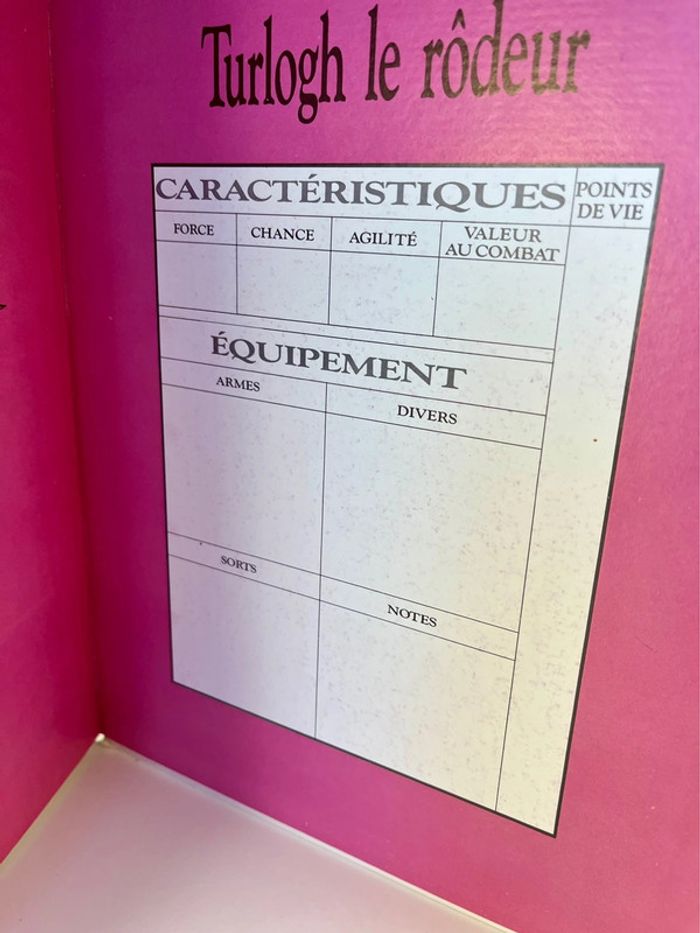 Turlogh le rôdeur
CARACTÉRISTIQUES
POINTS
DE VIE
FORCE
CHANCE
AGILITÉ
VALEUR
AU COMBAT
ÉQUIPEMENT
ARMES
DIVERS
SORTS
NOTES